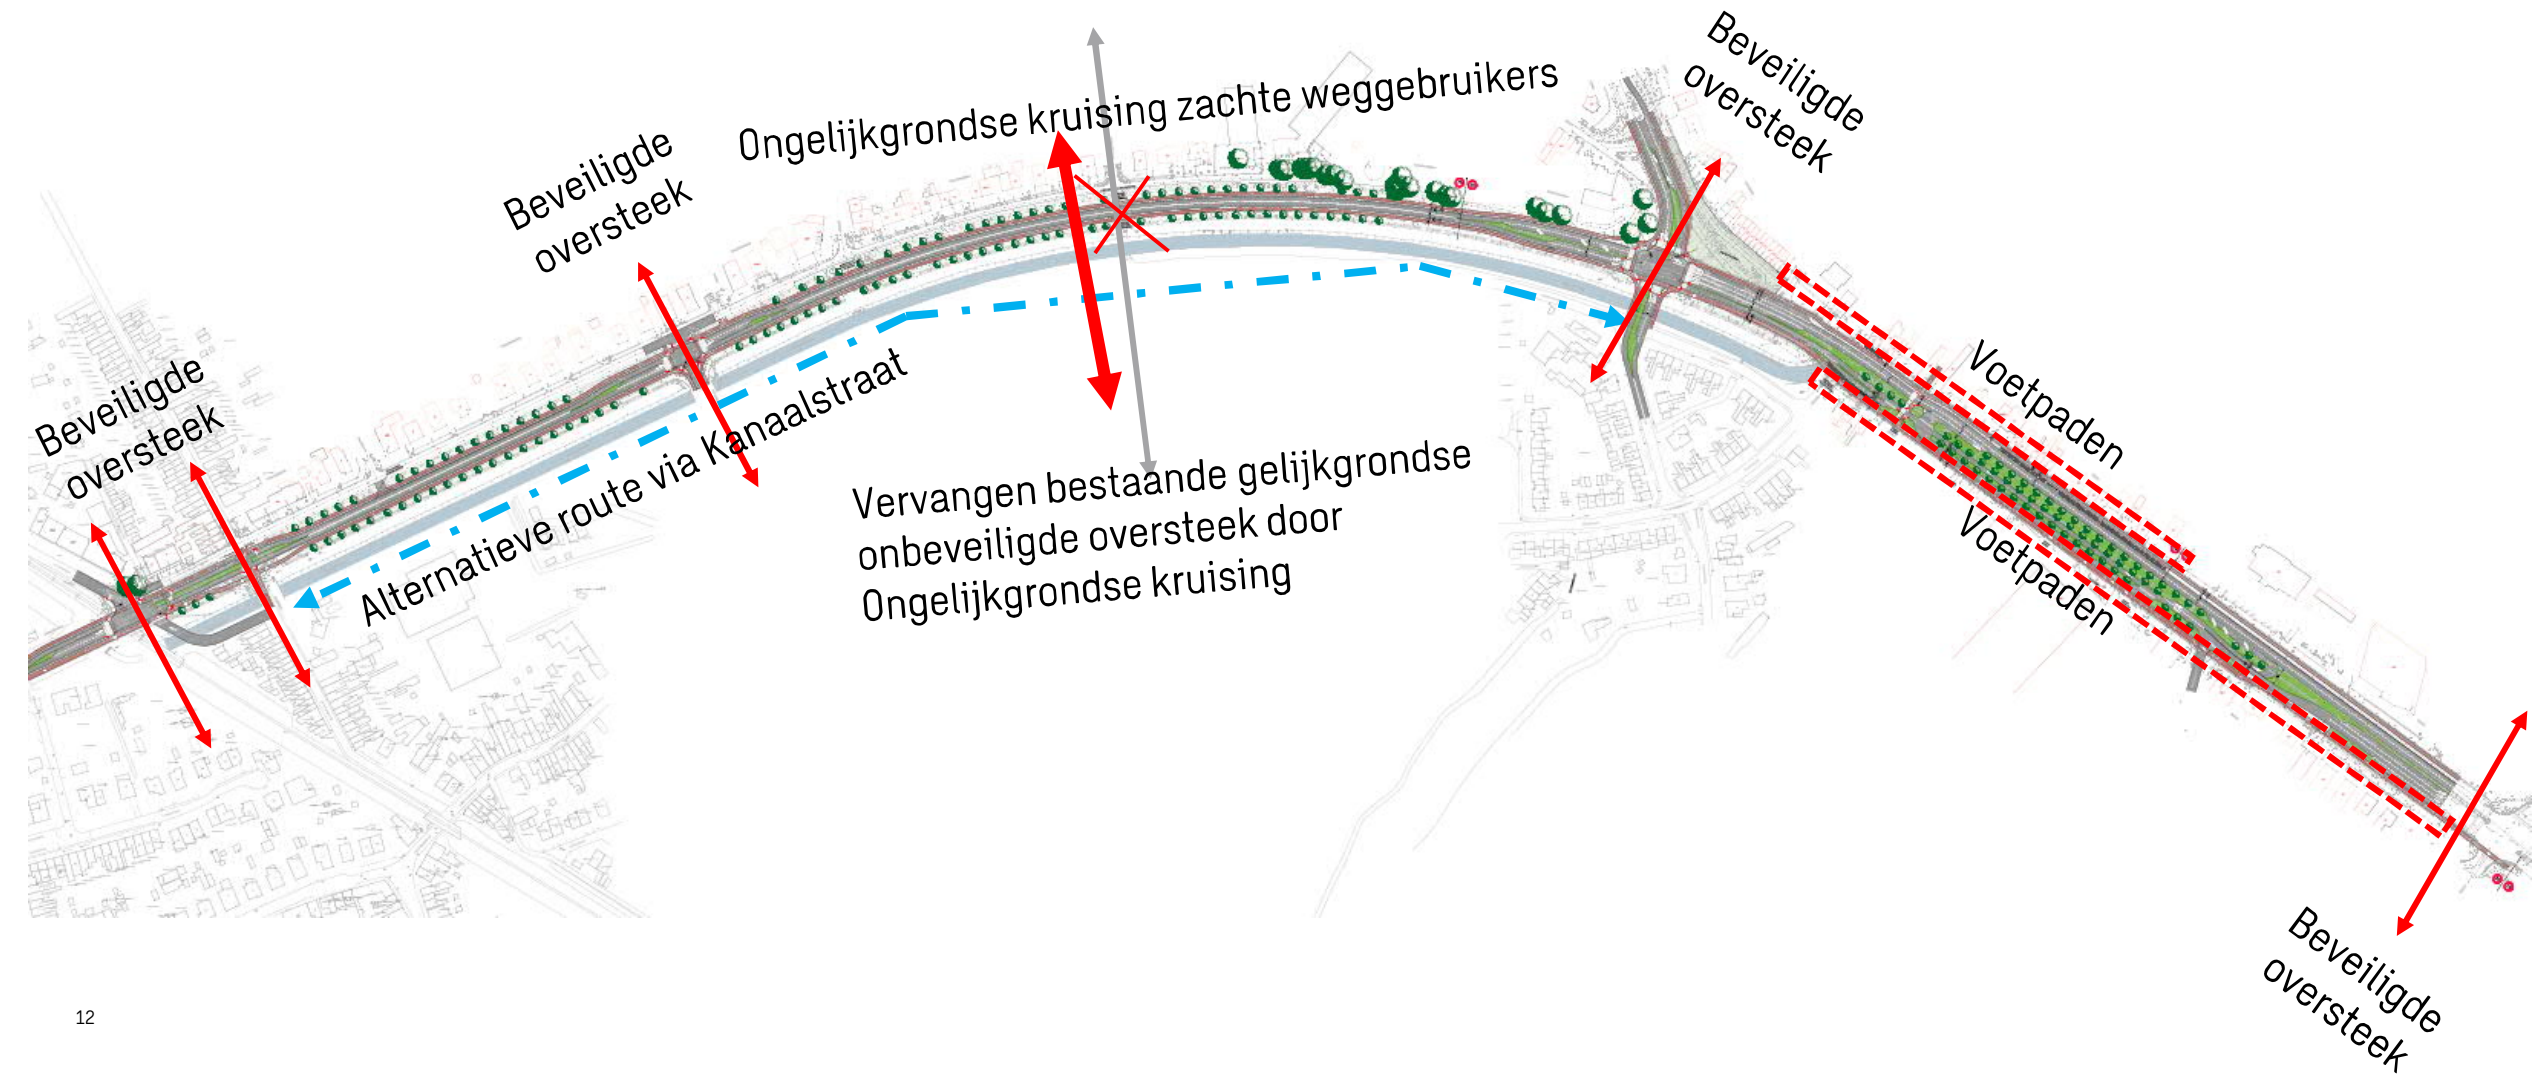 Beveiligde
oversteek
Beveiligde
oversteek
Ongelijkgrondse kruising zachte weggebruikers
Beveiligde
oversteek
Alternatieve route via Kanaalstraat
Vervangen bestaande gelijkgrondse
onbeveiligde oversteek door
Ongelijkgrondse kruising
Voetpaden
Voetpaden
Beveiligde
oversteek
12